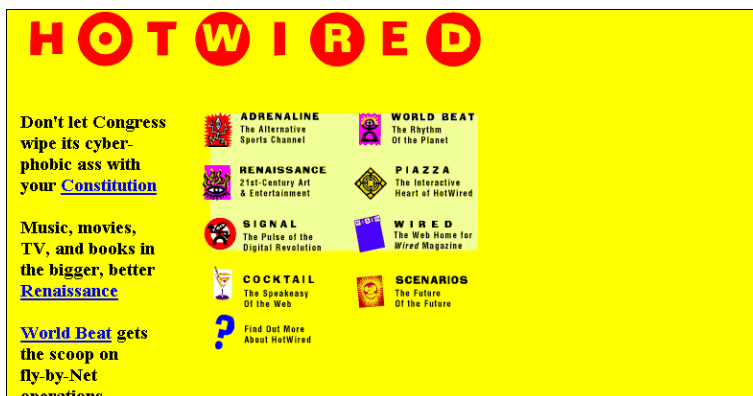 HOTWIRED
Don't let Congress
wipe its cyber-
phobic ass with
your Constitution
Music, movies,
TV, and books in
the bigger, better
Renaissance
World Beat gets
the scoop on
fly-by-Net
operations
ADRENALINE
The Alternative
Sports Channel
WORLD BEAT
The Rhythm
Of the Planet
RENAISSANCE
21st-Century Art
& Entertainment
PIAZZA
The Interactive
Heart of HotWired
SIGNAL
The Pulse of the
Digital Revolution
WIRED
The Web Home for
Wired Magazine
COCKTAIL
The Speakeasy
Of the Web
SCENARIOS
The Future
Of the Future
?
Find Out More
About HotWired